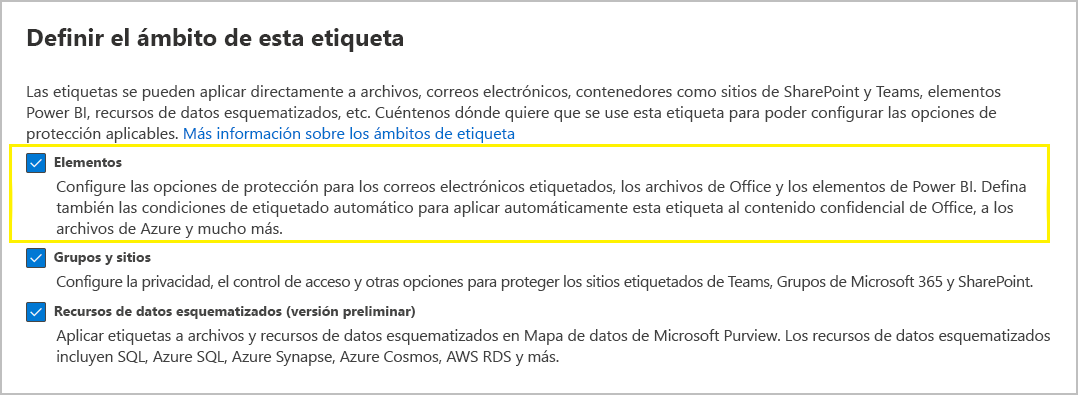 Definir el ámbito de esta etiqueta
Las etiquetas se pueden aplicar directamente a archivos, correos electrónicos, contenedores como sitios de SharePoint y Teams, elementos
Power BI, recursos de datos esquematizados, etc. Cuéntenos dónde quiere que se use esta etiqueta para poder configurar las opciones de
protección aplicables. Más información sobre los ámbitos de etiqueta
Elementos
Configure las opciones de protección para los correos electrónicos etiquetados, los archivos de Office y los elementos de Power BI. Defina
también las condiciones de etiquetado automático para aplicar automáticamente esta etiqueta al contenido confidencial de Office, a los
archivos de Azure y mucho más.
Grupos y sitios
Configure la privacidad, el control de acceso y otras opciones para proteger los sitios etiquetados de Teams, Grupos de Microsoft 365 y SharePoint.
Recursos de datos esquematizados (versión preliminar)
Aplicar etiquetas a archivos y recursos de datos esquematizados en Mapa de datos de Microsoft Purview. Los recursos de datos esquematizados
incluyen SQL, Azure SQL, Azure Synapse, Azure Cosmos, AWS RDS y más.